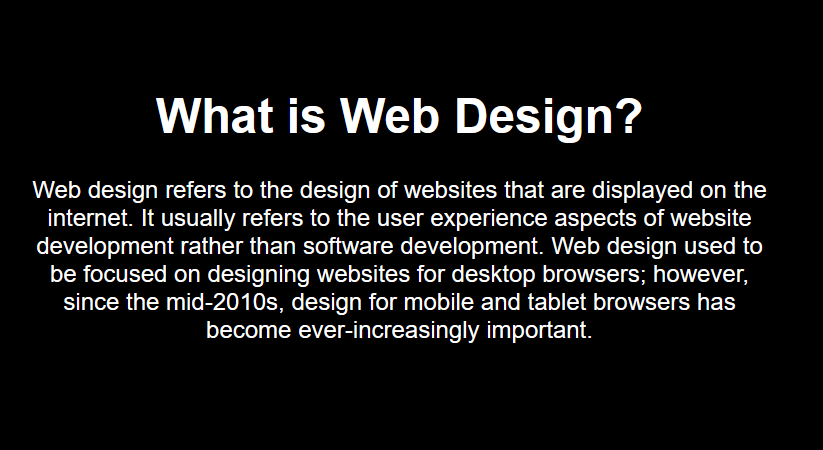 What is Web Design?
Web design refers to the design of websites that are displayed on the
internet. It usually refers to the user experience aspects of website
development rather than software development. Web design used to
be focused on designing websites for desktop browsers; however,
since the mid-2010s, design for mobile and tablet browsers has
become ever-increasingly important.